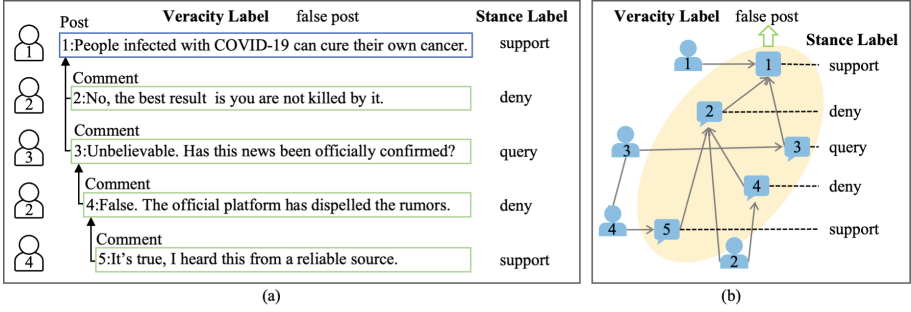 Veracity Label false post Stance Label
Post
1 1:People infected with COVID-19 can cure their own cancer. support
Comment
2 2:No, the best result is you are not killed by it. deny
Comment
3 3:Unbelievable. Has this news been officially confirmed? query
Comment
2 4:False. The official platform has dispelled the rumors. deny
Comment
4 5:It's true, I heard this from a reliable source. support
(a)
Veracity Label false post
Stance Label
1 1 support
2 deny
3 3 query
4 deny
4 5 support
2
(b)